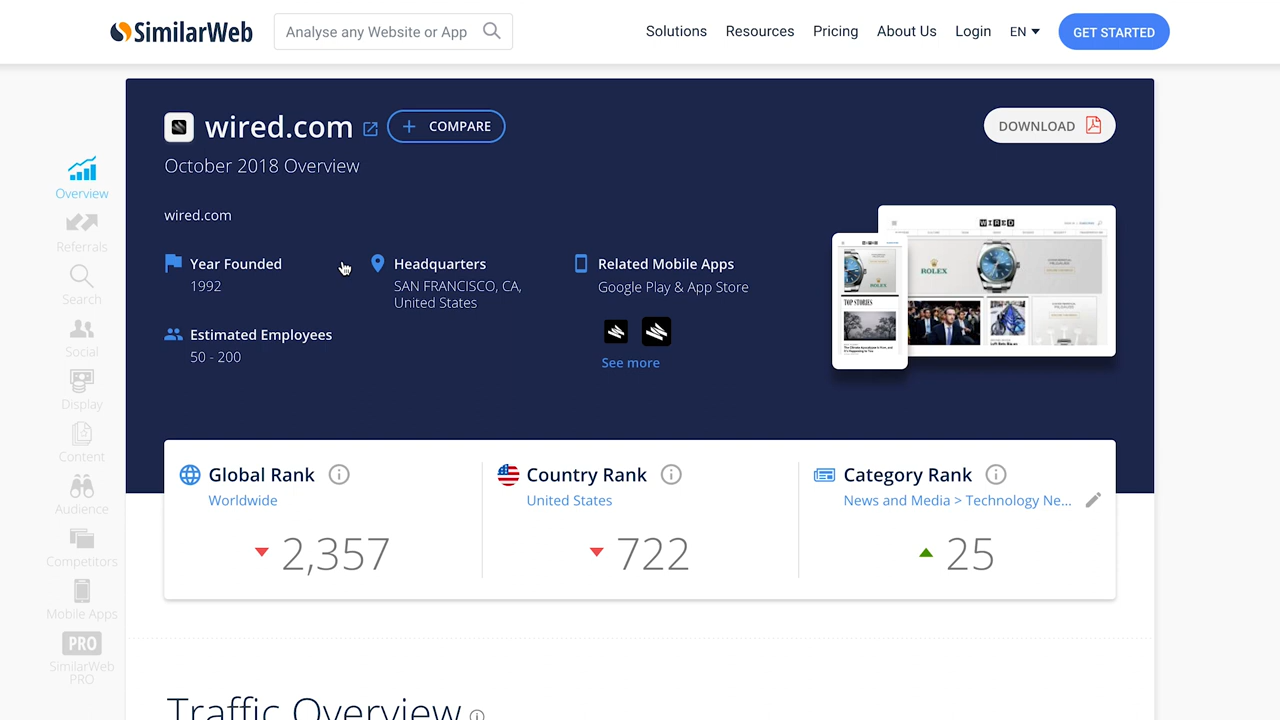 SimilarWeb
Analyse any Website or App
Solutions
Resources
Pricing
About Us
Login
EN
GET STARTED
wired.com
COMPARE
DOWNLOAD
October 2018 Overview
wired.com
Year Founded
1992
Headquarters
SAN FRANCISCO, CA,
United States
Related Mobile Apps
Google Play & App Store
See more
Estimated Employees
50 - 200
WIRED
ROLEX
WIRED
ROLEX
TOP STORIES
Overview
Referrals
Search
Social
Display
Content
Audience
Competitors
Mobile Apps
PRO
SimilarWeb
PRO
Global Rank
Worldwide
2,357
Country Rank
United States
722
Category Rank
News and Media > Technology Ne...
25
Traffic Overview